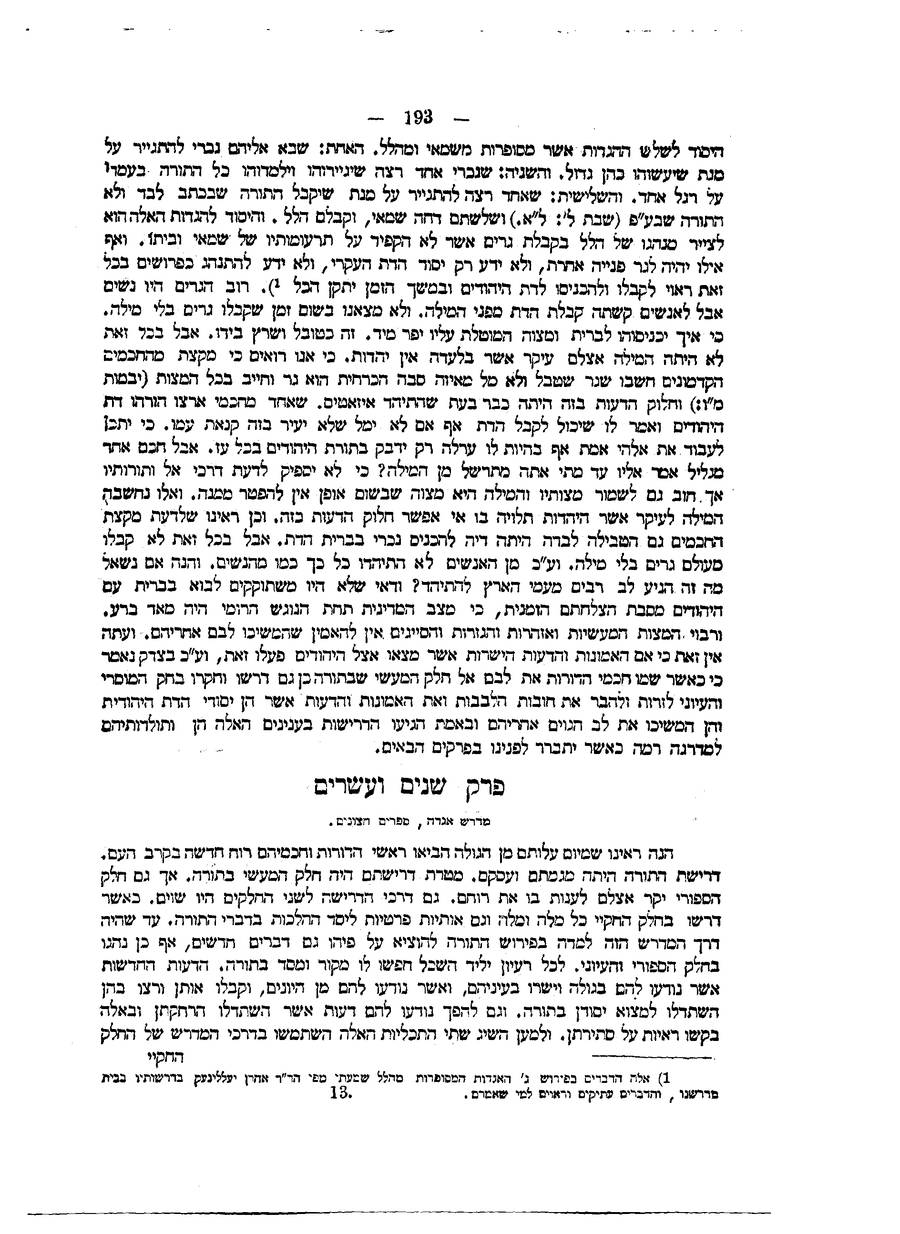 — 193 —
היסוד לשלש ההגדות אשר מסופרות משמאי ומהלל. האחת: שבא אליהם נכרי להתגייר על
מנת שיעשוהו כהן גדול. והשניה: שנכרי אחד רצה שיגיירוהו וילמדוהו כל התורה בעמדו
על רגל אחד. והשלישית: שאחד רצה להתגייר על מנת שיקבל התורה שבכתב לבד ולא
התורה שבע"פ (שבת ל': ל"א.) ושלשתם דחה שמאי, וקבלם הלל. והיסוד להגדות האלה הוא
לצייר מנהגו של הלל בקבלת גרים אשר לא הקפיד על תרעומותיו של שמאי וביתו. ואף
אילו יהיה לגר פנייה אחרת, ולא ידע רק יסוד הדת העקרי, ולא ידע להתנהג כפרושים בכל
זאת ראוי לקבלו ולהכניסו לדת היהודים ובמשך הזמן יתקן הכל 1). רוב הגרים היו נשים
אבל לאנשים קשתה קבלת הדת מפני המילה. ולא מצאנו בשום זמן שקבלו גרים בלי מילה.
כי איך יכניסוהו לברית ומצוה המוטלת עליו יפר מיד. זה כטובל ושרץ בידו. אבל בכל זאת
לא היתה המילה אצלם עיקר אשר בלעדה אין יהדות. כי אנו רואים כי מקצת מהחכמים
הקדמונים חשבו שגר שטבל ולא מל מאיזה סבה הכרחית הוא גר וחייב בכל המצות (יבמות
מ"ו:) וחלוק הדעות בזה היתה כבר בעת שהתיהד איזאטים. שאחד מחכמי ארצו הורהו דת
היהודים ואמר לו שיכול לקבל הדת אף אם לא ימל שלא יעיר בזה קנאת עמו. כי יתכן
לעבוד את אלהי אמת אף בהיות לו ערלה רק ידבק בתורת היהודים בכל עז. אבל חכם אחר
מגליל אמר אליו עד מתי אתה מתרשל מן המילה? כי לא יספיק לדעת דרכי אל ותורותיו
אך חוב גם לשמור מצותיו והמילה היא מצוה שבשום אופן אין להפטר ממנה. ואלו נחשבה
המילה לעיקר אשר היהדות תלויה בו אי אפשר חלוק הדעות כזה. וכן ראינו שלדעת מקצת
החכמים גם הטבילה לבדה היתה דיה להכניס נכרי בברית הדת. אבל בכל זאת לא קבלו
מעולם גרים בלי מילה. וע"כ מן האנשים לא התיהדו כל כך כמו מהנשים. והנה אם נשאל
מה זה הגיע לב רבים מעמי הארץ להתיהד? ודאי שלא היו משתוקקים לבוא בברית עם
היהודים מסבת הצלחתם הזמנית, כי מצב המדינית תחת הנוגש הרומי היה מאד ברע.
ורבוי המצות המעשיות ואזהרות והגזרות והסייגים אין להאמין שהמשיכו לבם אחריהם. ועתה
אין זאת כי אם האמונות והדעות הישרות אשר מצאו אצל היהודים פעלו זאת, וע"כ בצדק נאמר
כי כאשר שמו חכמי הדורות את לבם אל חלק המעשי שבתורה כן גם דרשו וחקרו בחק המוסרי
והעיוני לזרות ולהבר את חובות הלבבות ואת האמונות והדעות אשר הן יסודי הדת היהודית
והן המשיכו את לב הגוים אחריהם ובאמת הגיעו הדרישות בענינים האלה הן ותולדותיהם
למדרגה רמה כאשר יתברר לפנינו בפרקים הבאים.
פרק שנים ועשרים
מדרש אגדה, ספרים חצונים.
הנה ראינו שמיום עלותם מן הגולה הביאו ראשי הדורות וחכמיהם רוח חדשה בקרב העם.
דרישת התורה היתה מגמתם ועסקם. מטרת דרישתם היה חלק המעשי בתורה. אך גם חלק
הספורי יקר אצלם לענות בו את רוחם. גם דרכי הדרישה לשני החלקים היו שוים. כאשר
דרשו בחלק החקיי כל מלה ומלה וגם אותיות פרטיות ליסד ההלכות בדברי התורה. עד שהיה
דרך המדרש הזה למדה בפירוש התורה להוציא על פיהו גם דברים חדשים, אף כן נהגו
בחלק הספורי והעיוני. לכל רעיון יליד השכל חפשו לו מקור ומסד בתורה. הדעות החדשות
אשר נודעו להם בגולה וישרו בעיניהם, ואשר נודעו להם מן היונים, וקבלו אותן ורצו בהן
השתדלו למצוא יסודן בתורה. וגם להפך נודעו להם דעות אשר השתדלו הרחקתן ובאלה
בקשו ראיות על סתירתן. ולמען השיג שתי התכליות האלה השתמשו בדרכי המדרש של החלק
החקיי
1) אלה הדברים בפירוש ג' האגדות המסופרות מהלל שמעתי מפי הר"ר אהרן יעללינעק בדרשותיו בבית
מדרשנו, והדברים עתיקים וראוים למי שאמרם.
13.